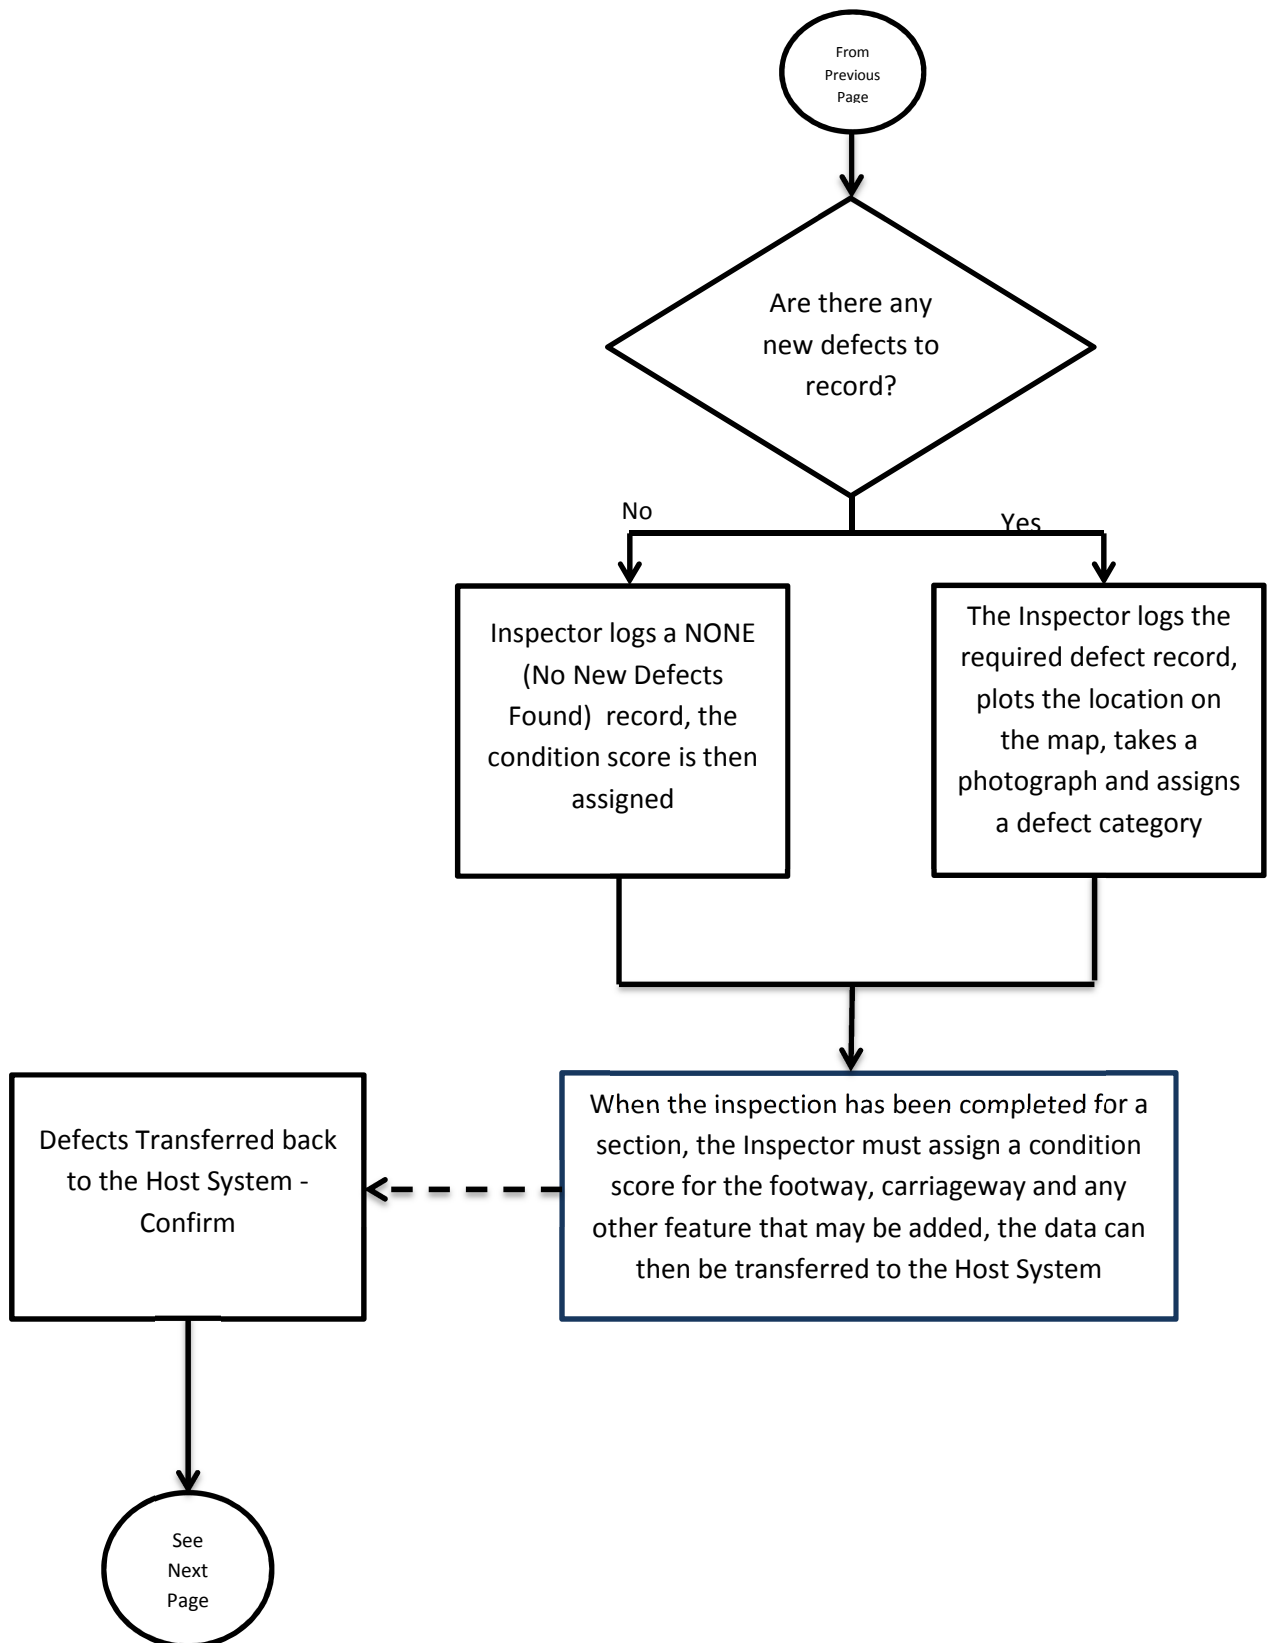 From
Previous
Page
Are there any
new defects to
record?
No
Yes
Inspector logs a NONE
(No New Defects
Found)  record, the
condition score is then
assigned
The Inspector logs the
required defect record,
plots the location on
the map, takes a
photograph and assigns
a defect category
When the inspection has been completed for a
section, the Inspector must assign a condition
score for the footway, carriageway and any
other feature that may be added, the data can
then be transferred to the Host System
Defects Transferred back
to the Host System -
Confirm
See
Next
Page